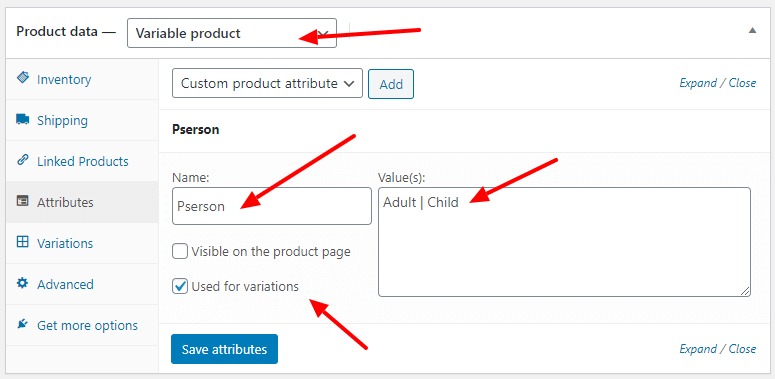 Product data — Variable product
Inventory
Shipping
Linked Products
Attributes
Variations
Advanced
Get more options
Custom product attribute Add Expand / Close
Pserson
Name: Value(s):
Pserson Adult | Child
Visible on the product page
Used for variations
Save attributes Expand / Close